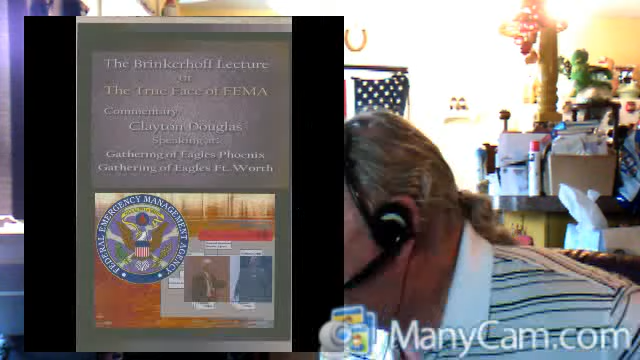 The Brinkerhoff Lecture
or
The True Face of FEMA
Commentary
Clayton Douglas
Speaking at:
Gathering of Eagles Phoenix
Gathering of Eagles Ft. Worth
FEDERAL EMERGENCY MANAGEMENT AGENCY
ManyCam.com